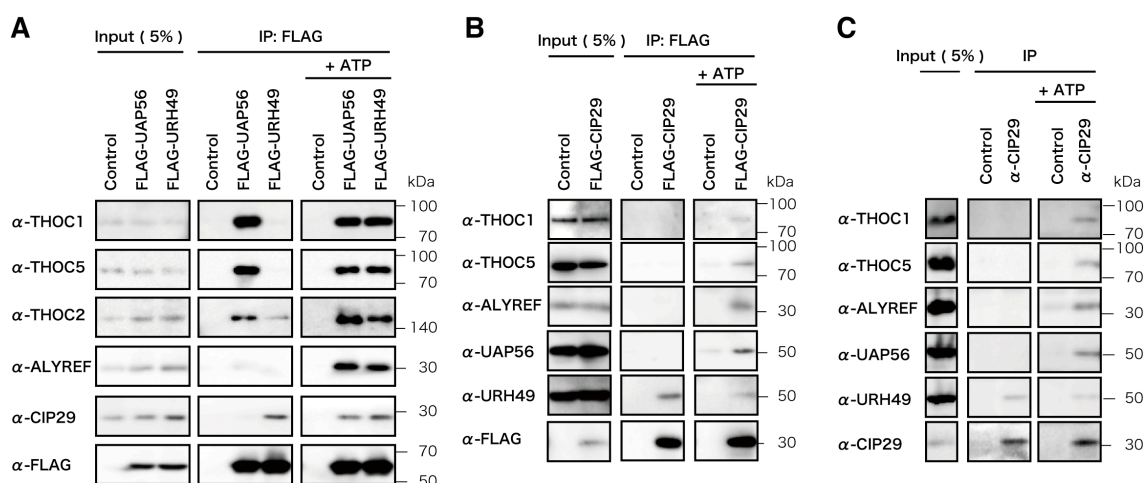 A
Input ( 5% )
IP: FLAG
+ ATP
Control
FLAG-UAP56
FLAG-URH49
Control
FLAG-UAP56
FLAG-URH49
Control
FLAG-UAP56
FLAG-URH49
kDa
α-THOC1
100
70
α-THOC5
100
70
α-THOC2
140
α-ALYREF
30
α-CIP29
30
α-FLAG
70
50
B
Input ( 5% )
IP: FLAG
+ ATP
Control
FLAG-CIP29
Control
FLAG-CIP29
Control
FLAG-CIP29
kDa
α-THOC1
100
70
α-THOC5
100
70
α-ALYREF
30
α-UAP56
50
α-URH49
50
α-FLAG
30
C
Input ( 5% )
IP
+ ATP
Control
α-CIP29
Control
α-CIP29
kDa
α-THOC1
100
70
α-THOC5
100
70
α-ALYREF
30
α-UAP56
50
α-URH49
50
α-CIP29
30